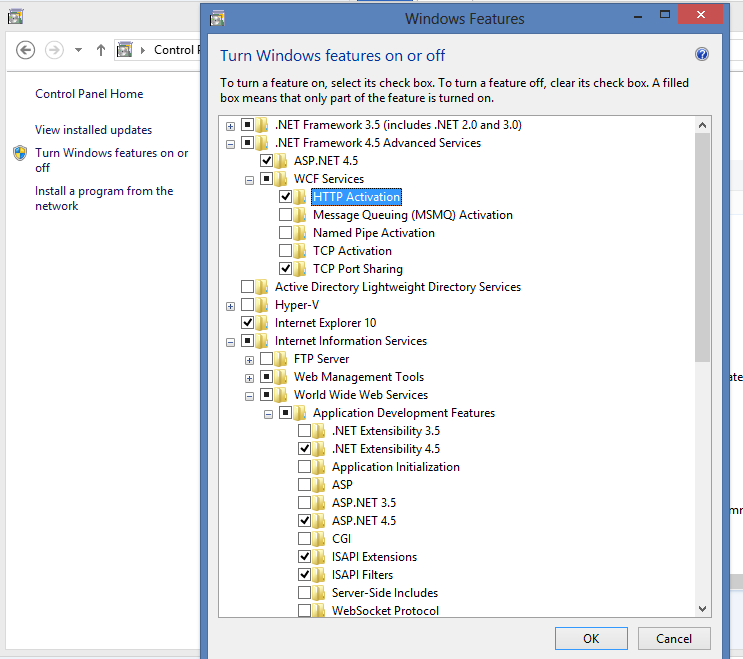 Windows Features
Control P
Control Panel Home
View installed updates
Turn Windows features on or
off
Install a program from the
network
Turn Windows features on or off
To turn a feature on, select its check box. To turn a feature off, clear its check box. A filled
box means that only part of the feature is turned on.
.NET Framework 3.5 (includes .NET 2.0 and 3.0)
.NET Framework 4.5 Advanced Services
ASP.NET 4.5
WCF Services
HTTP Activation
Message Queuing (MSMQ) Activation
Named Pipe Activation
TCP Activation
TCP Port Sharing
Active Directory Lightweight Directory Services
Hyper-V
Internet Explorer 10
Internet Information Services
FTP Server
Web Management Tools
World Wide Web Services
Application Development Features
.NET Extensibility 3.5
.NET Extensibility 4.5
Application Initialization
ASP
ASP.NET 3.5
ASP.NET 4.5
CGI
ISAPI Extensions
ISAPI Filters
Server-Side Includes
WebSocket Protocol
OK
Cancel